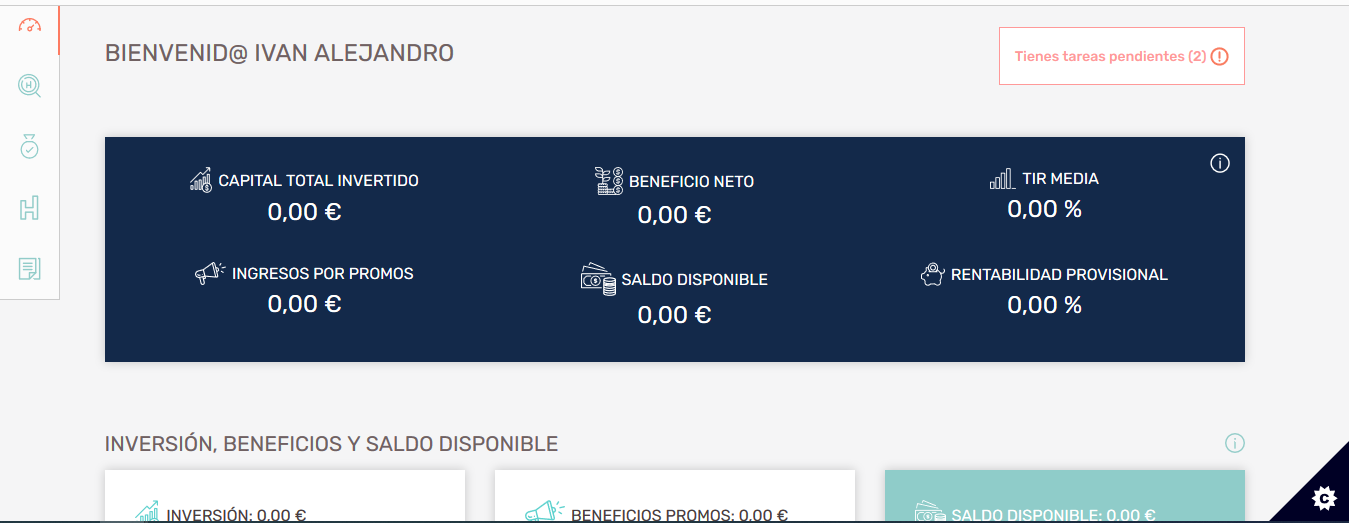 BIENVENID@ IVAN ALEJANDRO
Tienes tareas pendientes (2)
CAPITAL TOTAL INVERTIDO
0,00 €
BENEFICIO NETO
0,00 €
TIR MEDIA
0,00 %
INGRESOS POR PROMOS
0,00 €
SALDO DISPONIBLE
0,00 €
RENTABILIDAD PROVISIONAL
0,00 %
INVERSIÓN, BENEFICIOS Y SALDO DISPONIBLE
INVERSIÓN: 0,00 €
BENEFICIOS PROMOS: 0,00 €
SALDO DISPONIBLE: 0,00 €